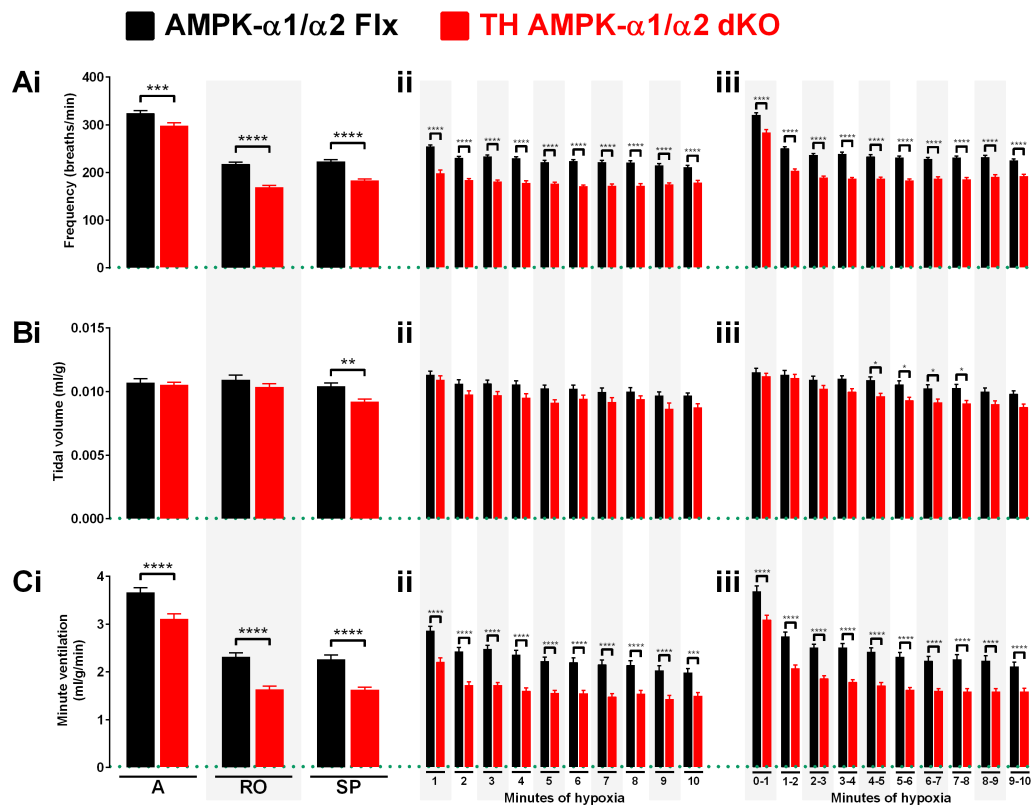 AMPK-α1/α2 Flx TH AMPK-α1/α2 dKO
Ai ii iii
Frequency (breaths/min)
400
300
200
100
0
*** **** ****
**** **** **** **** **** **** **** **** **** ****
**** **** **** **** **** **** **** **** **** ****
Bi ii iii
Tidal volume (ml/g)
0.015
0.010
0.005
0.000
**
* * * *
Ci ii iii
Minute ventilation
(ml/g/min)
4
3
2
1
0
**** **** ****
**** **** **** **** **** **** **** **** **** ***
**** **** **** **** **** **** **** **** **** ****
A RO SP
1 2 3 4 5 6 7 8 9 10
0-1 1-2 2-3 3-4 4-5 5-6 6-7 7-8 8-9 9-10
Minutes of hypoxia Minutes of hypoxia